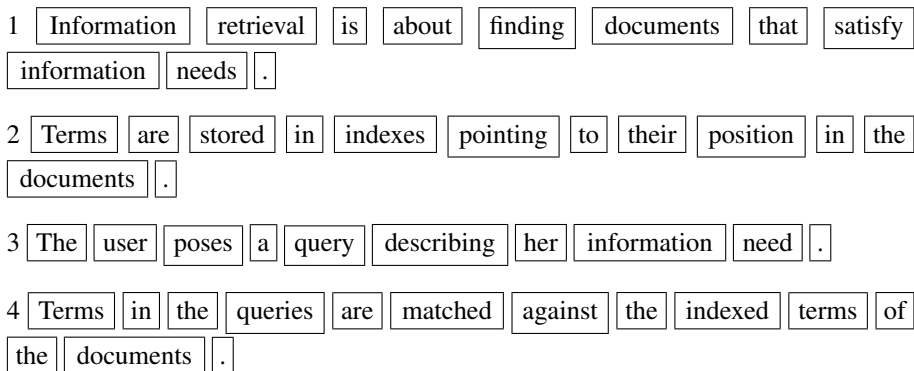 1 Information retrieval is about finding documents that satisfy
information needs .
2 Terms are stored in indexes pointing to their position in the
documents .
3 The user poses a query describing her information need .
4 Terms in the queries are matched against the indexed terms of
the documents .